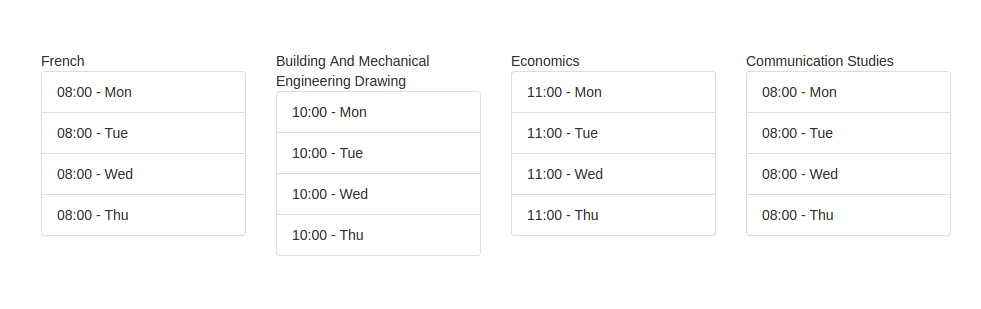 French
08:00 - Mon
08:00 - Tue
08:00 - Wed
08:00 - Thu
Building And Mechanical
Engineering Drawing
10:00 - Mon
10:00 - Tue
10:00 - Wed
10:00 - Thu
Economics
11:00 - Mon
11:00 - Tue
11:00 - Wed
11:00 - Thu
Communication Studies
08:00 - Mon
08:00 - Tue
08:00 - Wed
08:00 - Thu